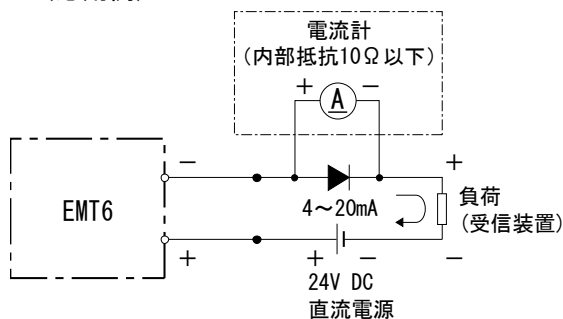 電流計
(内部抵抗10Ω以下)
+ A −
− +
EMT6
4～20mA
負荷
(受信装置)
+ + − −
24V DC
直流電源